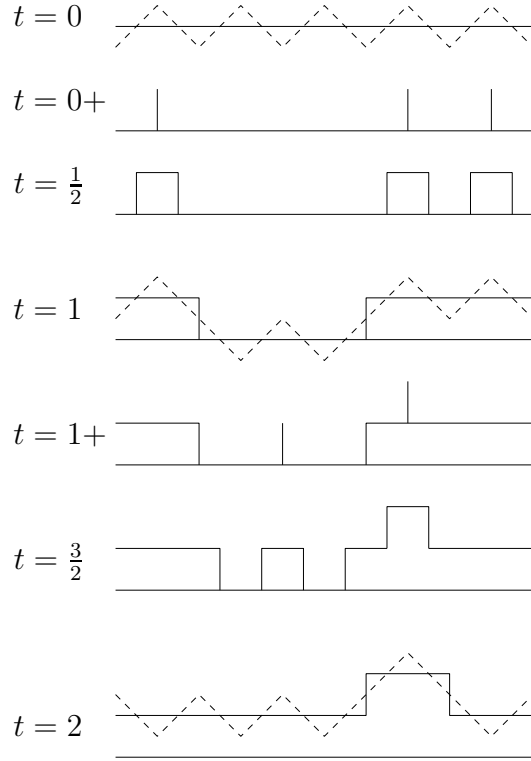 t = 0
t = 0+
t = 1/2
t = 1
t = 1+
t = 3/2
t = 2